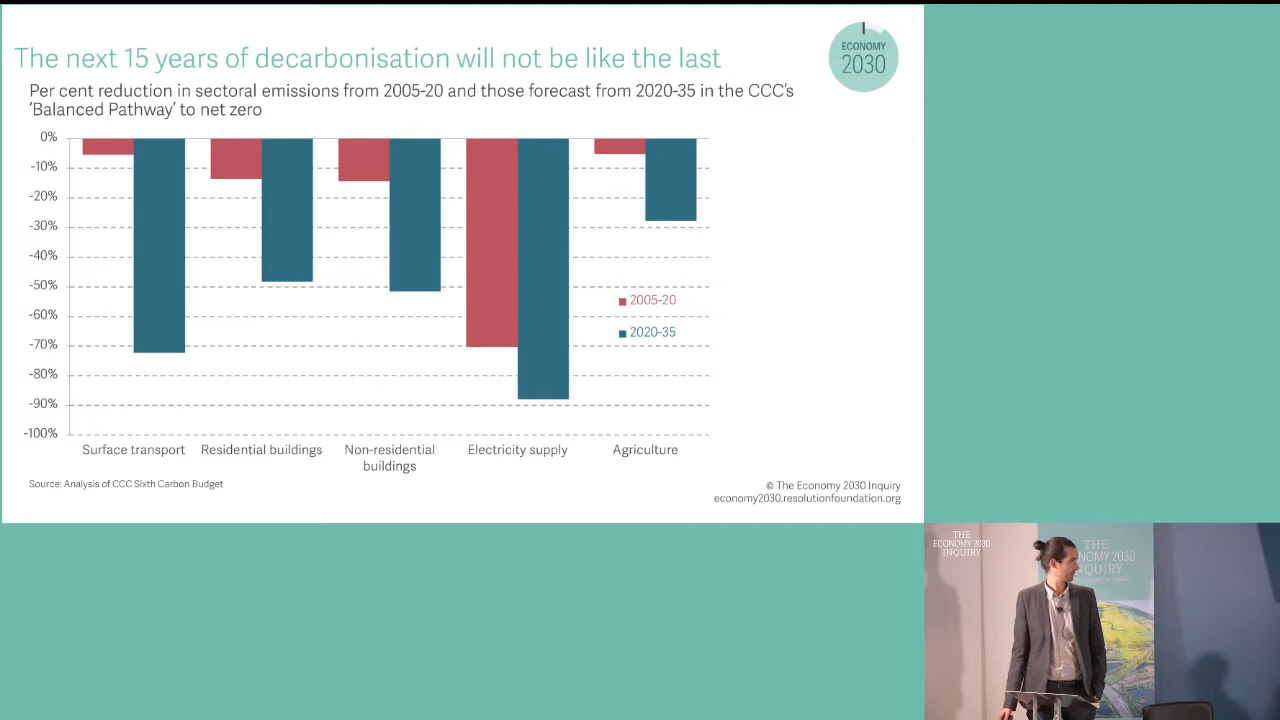 The next 15 years of decarbonisation will not be like the last
ECONOMY
2030
Per cent reduction in sectoral emissions from 2005-20 and those forecast from 2020-35 in the CCC's
'Balanced Pathway' to net zero
0%
-10%
-20%
-30%
-40%
-50%
-60%
-70%
-80%
-90%
-100%
2005-20
2020-35
Surface transport
Residential buildings
Non-residential
buildings
Electricity supply
Agriculture
Source: Analysis of CCC Sixth Carbon Budget
© The Economy 2030 Inquiry
economy2030.resolutionfoundation.org
THE
ECONOMY 2030
INQUIRY
THE
NOMY 2030
QUIRY